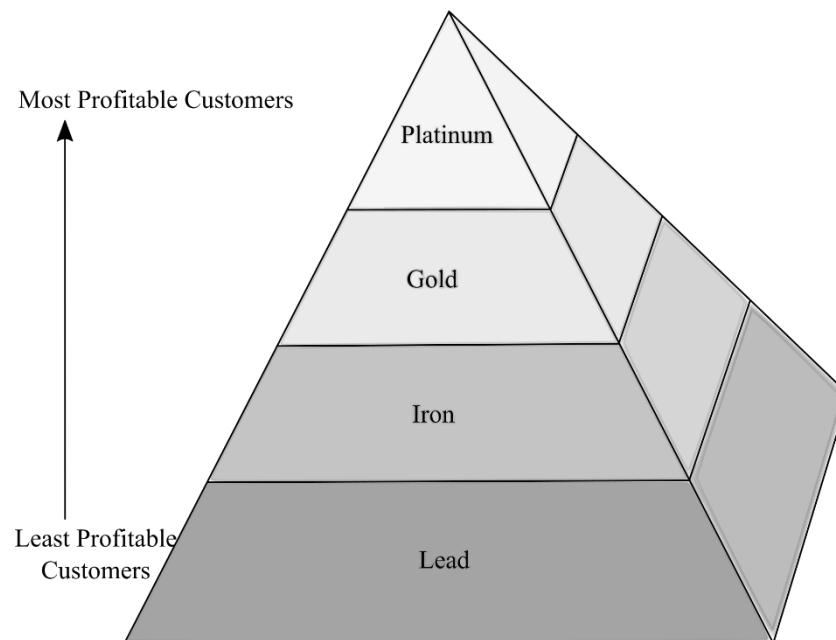 Most Profitable Customers
Platinum
Gold
Iron
Least Profitable
Customers
Lead